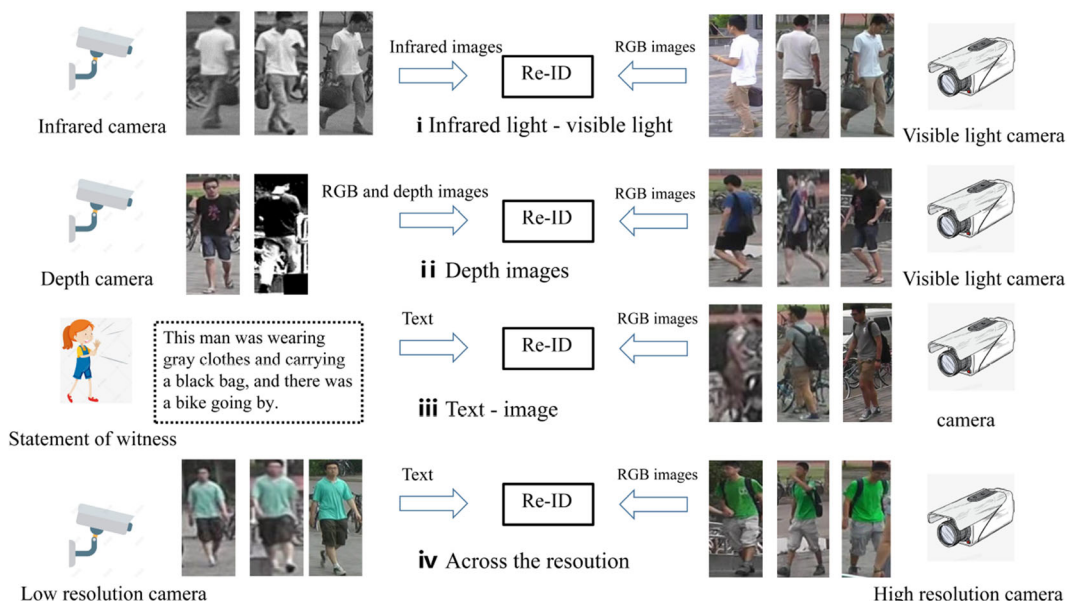 Infrared images
RGB images
Re-ID
Infrared camera
i Infrared light - visible light
Visible light camera
RGB and depth images
RGB images
Re-ID
Depth camera
ii Depth images
Visible light camera
This man was wearing
gray clothes and carrying
a black bag, and there was
a bike going by.
Text
RGB images
Re-ID
Statement of witness
iii Text - image
camera
Text
RGB images
Re-ID
Low resolution camera
iv Across the resoution
High resolution camera